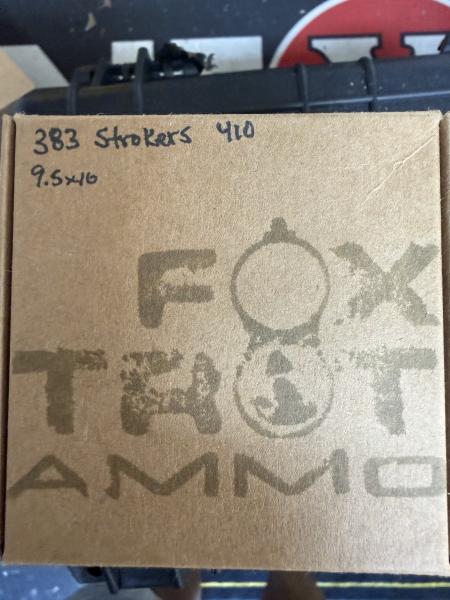 383 Strokers 410
9.5x40
FOX
TROT
AMMO